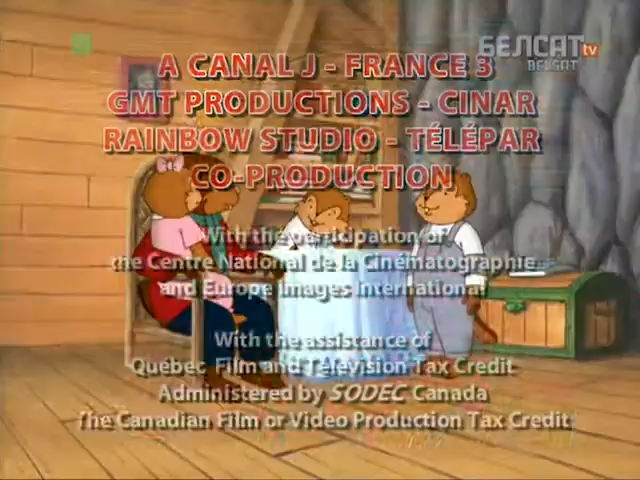 БЕЛСАТ tv
BELSAT
A CANAL J - FRANCE 3
GMT PRODUCTIONS - CINAR
RAINBOW STUDIO - TÉLÉPAR
CO-PRODUCTION
With the participation of
the Centre National de la Cinématographie
and Europe Images International
With the assistance of
Québec Film and Television Tax Credit
Administered by SODEC Canada
The Canadian Film or Video Production Tax Credit